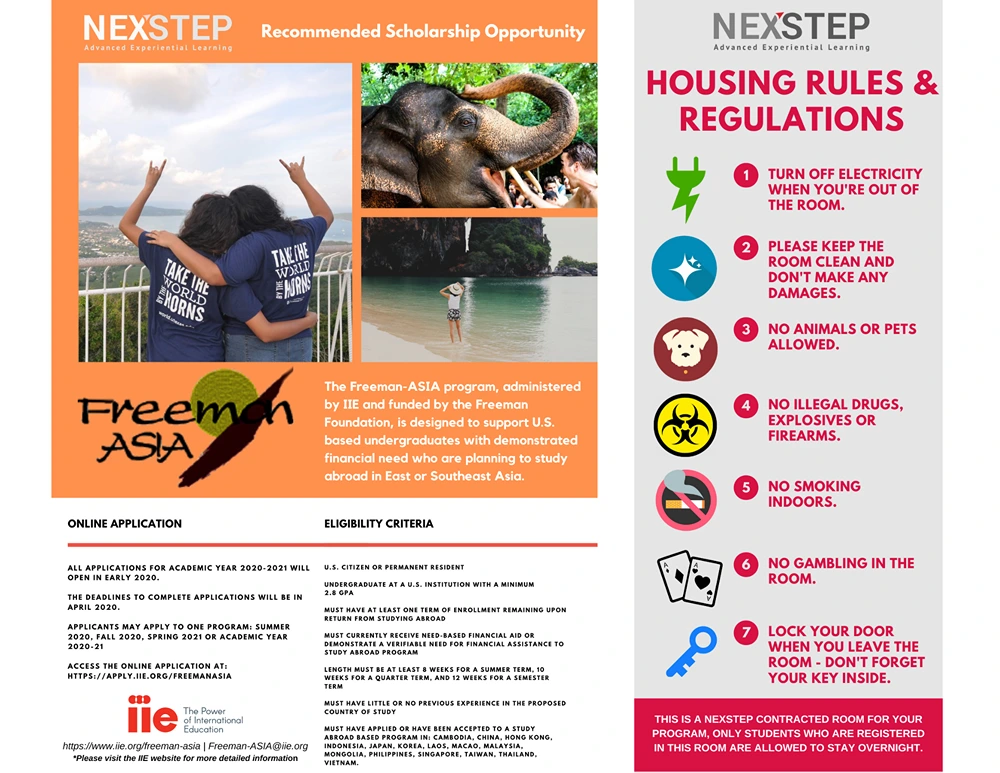 NEXSTEP
Advanced Experiential Learning
Recommended Scholarship Opportunity
TAKE THE
WORLD
BY THE
HORNS
TAKE THE
WORLD
BY THE
HORNS
Freeman
ASIA
The Freeman-ASIA program, administered
by IIE and funded by the Freeman
Foundation, is designed to support U.S.
based undergraduates with demonstrated
financial need who are planning to study
abroad in East or Southeast Asia.
ONLINE APPLICATION
ALL APPLICATIONS FOR ACADEMIC YEAR 2020-2021 WILL
OPEN IN EARLY 2020.
THE DEADLINES TO COMPLETE APPLICATIONS WILL BE IN
APRIL 2020.
APPLICANTS MAY APPLY TO ONE PROGRAM: SUMMER
2020, FALL 2020, SPRING 2021 OR ACADEMIC YEAR
2020-21
ACCESS THE ONLINE APPLICATION AT:
HTTPS://APPLY.IIE.ORG/FREEMANASIA
iie
The Power
of International
Education
https://www.iie.org/freeman-asia | Freeman-ASIA@iie.org
*Please visit the IIE website for more detailed information
ELIGIBILITY CRITERIA
U.S. CITIZEN OR PERMANENT RESIDENT
UNDERGRADUATE AT A U.S. INSTITUTION WITH A MINIMUM
2.8 GPA
MUST HAVE AT LEAST ONE TERM OF ENROLLMENT REMAINING UPON
RETURN FROM STUDYING ABROAD
MUST CURRENTLY RECEIVE NEED-BASED FINANCIAL AID OR
DEMONSTRATE A VERIFIABLE NEED FOR FINANCIAL ASSISTANCE TO
STUDY ABROAD PROGRAM
LENGTH MUST BE AT LEAST 8 WEEKS FOR A SUMMER TERM, 10
WEEKS FOR A QUARTER TERM, AND 12 WEEKS FOR A SEMESTER
TERM
MUST HAVE LITTLE OR NO PREVIOUS EXPERIENCE IN THE PROPOSED
COUNTRY OF STUDY
MUST HAVE APPLIED OR HAVE BEEN ACCEPTED TO A STUDY
ABROAD BASED PROGRAM IN: CAMBODIA, CHINA, HONG KONG,
INDONESIA, JAPAN, KOREA, LAOS, MACAO, MALAYSIA,
MONGOLIA, PHILIPPINES, SINGAPORE, TAIWAN, THAILAND,
VIETNAM.
NEXSTEP
Advanced Experiential Learning
HOUSING RULES &
REGULATIONS
1 TURN OFF ELECTRICITY
WHEN YOU'RE OUT OF
THE ROOM.
2 PLEASE KEEP THE
ROOM CLEAN AND
DON'T MAKE ANY
DAMAGES.
3 NO ANIMALS OR PETS
ALLOWED.
4 NO ILLEGAL DRUGS,
EXPLOSIVES OR
FIREARMS.
5 NO SMOKING
INDOORS.
A
A
6 NO GAMBLING IN THE
ROOM.
7 LOCK YOUR DOOR
WHEN YOU LEAVE THE
ROOM - DON'T FORGET
YOUR KEY INSIDE.
THIS IS A NEXSTEP CONTRACTED ROOM FOR YOUR
PROGRAM, ONLY STUDENTS WHO ARE REGISTERED
IN THIS ROOM ARE ALLOWED TO STAY OVERNIGHT.